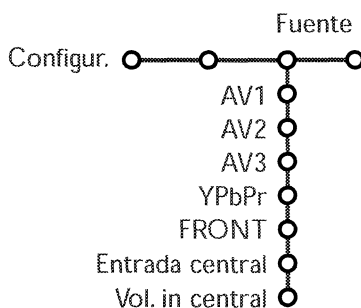 Fuente
Configur.
AV1
AV2
AV3
YPbPr
FRONT
Entrada central
Vol. in central